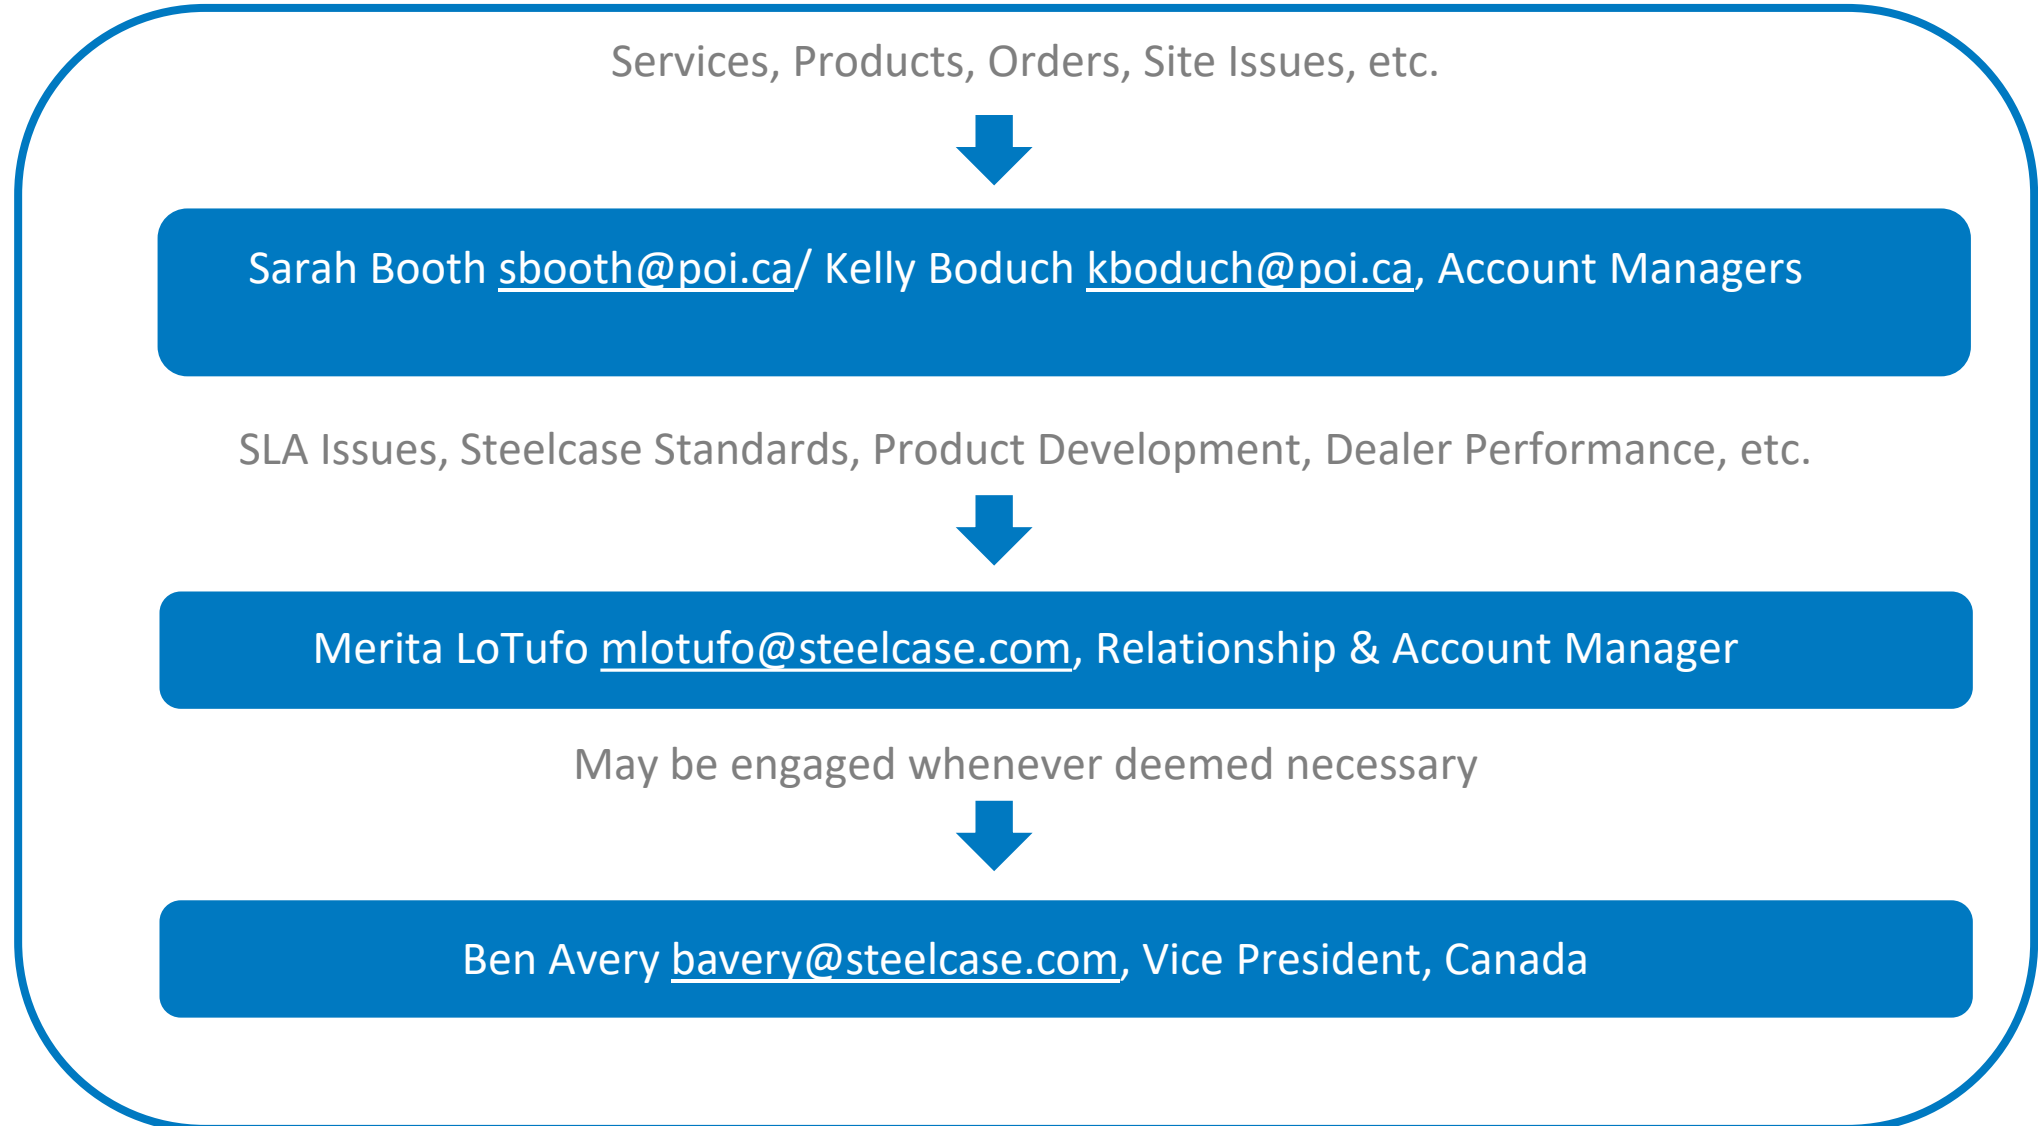 Services, Products, Orders, Site Issues, etc.
Sarah Booth sbooth@poi.ca/ Kelly Boduch kboduch@poi.ca, Account Managers
SLA Issues, Steelcase Standards, Product Development, Dealer Performance, etc.
Merita LoTufo mlotufo@steelcase.com, Relationship & Account Manager
May be engaged whenever deemed necessary
Ben Avery bavery@steelcase.com, Vice President, Canada